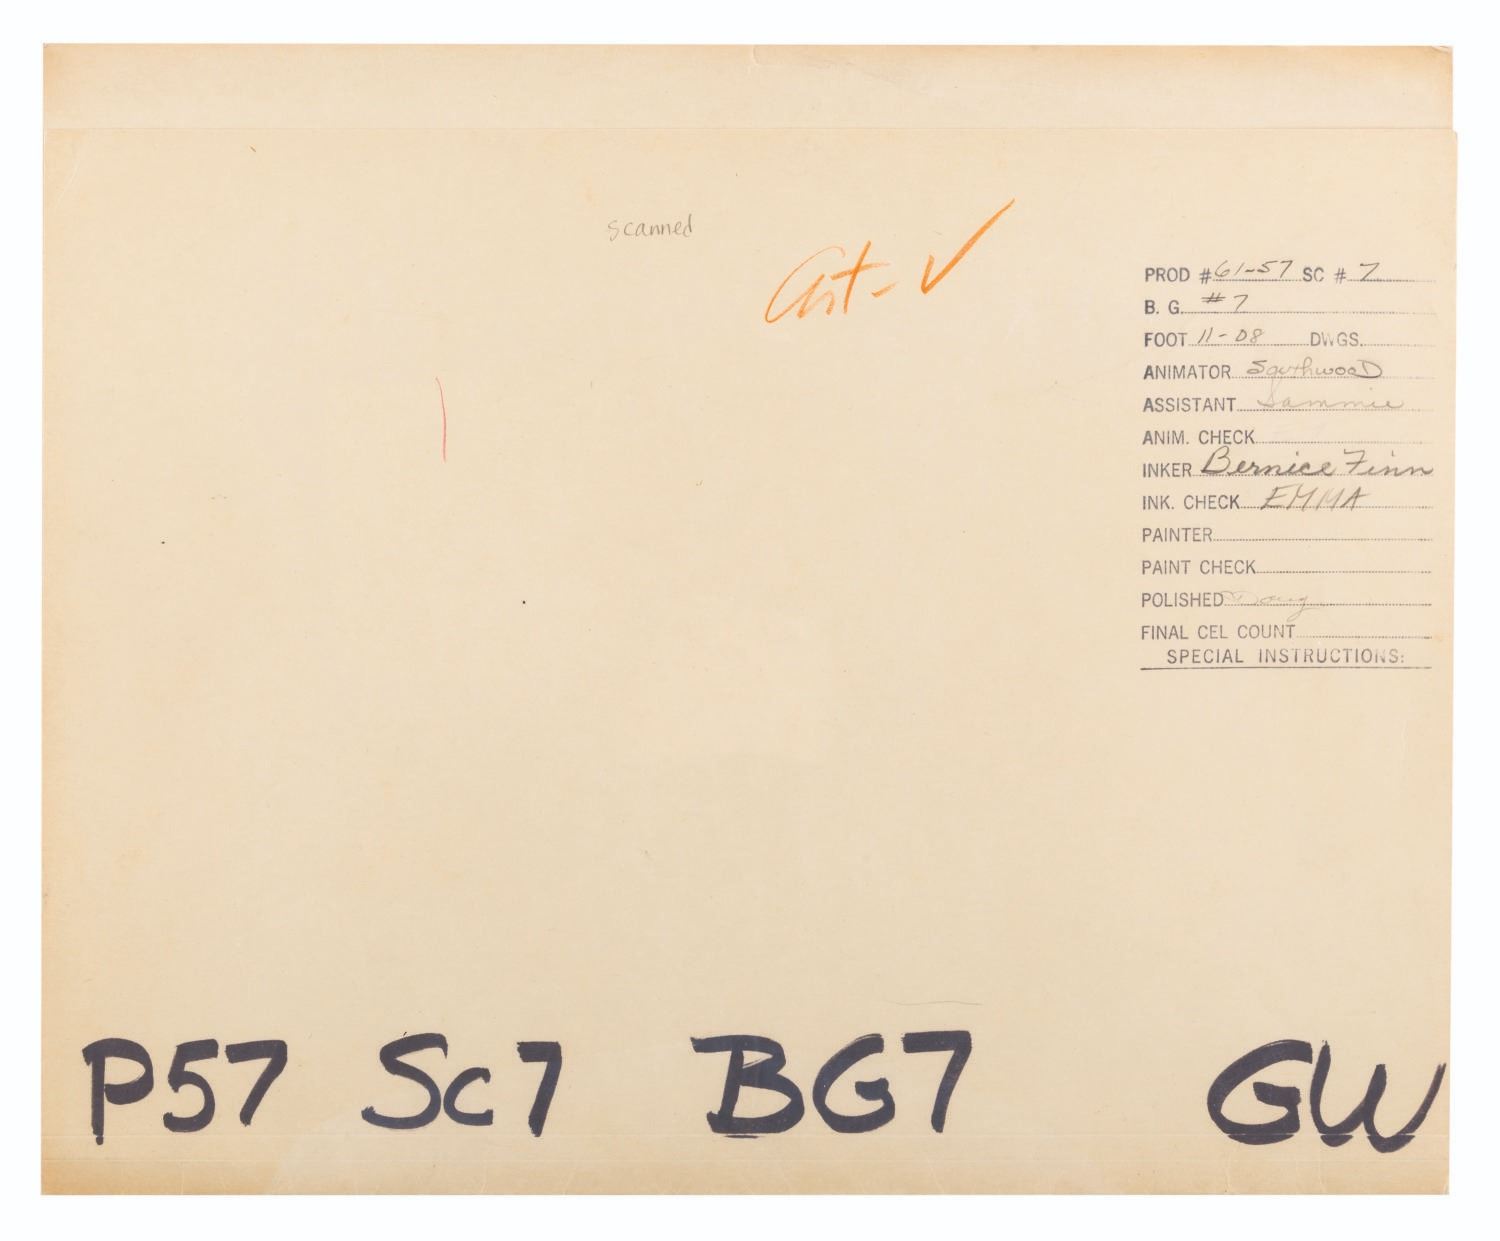 scanned
Art - ✓
PROD # 61-57 SC # 7
B. G. # 7
FOOT 11-08 DWGS.
ANIMATOR Southwood
ASSISTANT Sammie
ANIM. CHECK
INKER Bernice Finn
INK. CHECK EMMA
PAINTER
PAINT CHECK
POLISHED Doug
FINAL CEL COUNT
SPECIAL INSTRUCTIONS:
P57 Sc7 BG7 GW